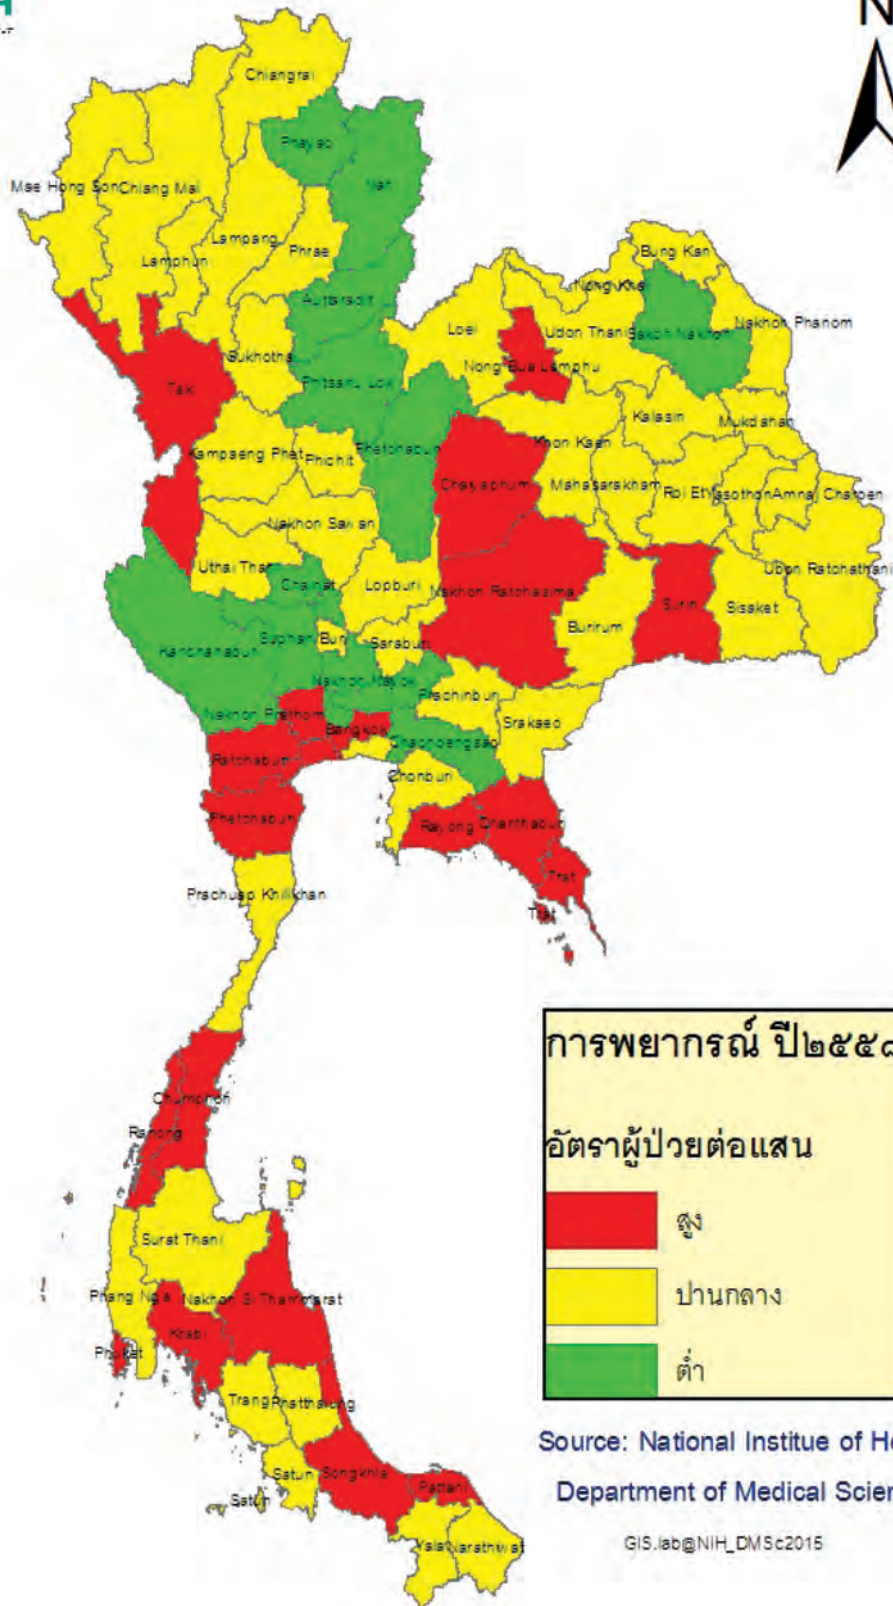 N
Chiangrai
Phayao
Nan
Mae Hong Son
Chiang Mai
Lampang
Phrae
Lamphun
Auttaradit
Bung Kan
Nong Khai
Loei
Udon Thani
Sakon Nakhon
Nakhon Phanom
Sukhothai
Nong Bua Lamphu
Tak
Phitsanu Lok
Kalasin
Mukdahan
Kampaeng Phet
Phichit
Phetchabun
Khon Kaen
Chaiyaphum
Mahasarakham
Roi Et
Yasothon
Amnaj Charoen
Nakhon Sawan
Uthai Thani
Chainat
Lopburi
Nakhon Ratchasima
Surin
Sisaket
Ubon Ratchathani
Burirum
Kanchanaburi
Suphan Buri
Saraburi
Nakhon Nayok
Prachinburi
Nakhon Prathom
Bangkok
Srakaeo
Chachoengsao
Ratchaburi
Chonburi
Phetchaburi
Rayong
Chanthaburi
Trat
Trat
Prachuap Khilikhan
Chumphon
Ranong
Surat Thani
Phang Nga
Nakhon Si Thammarat
Krabi
Phuket
Trang
Phatthalung
Satun
Songkhla
Pattani
Satun
Yala
Narathiwat
การพยากรณ์ ปี๒๕๕๘
อัตราผู้ป่วยต่อแสน
สูง
ปานกลาง
ต่ำ
Source: National Institue of He
Department of Medical Scien
GIS.lab@NIH_DMSc2015